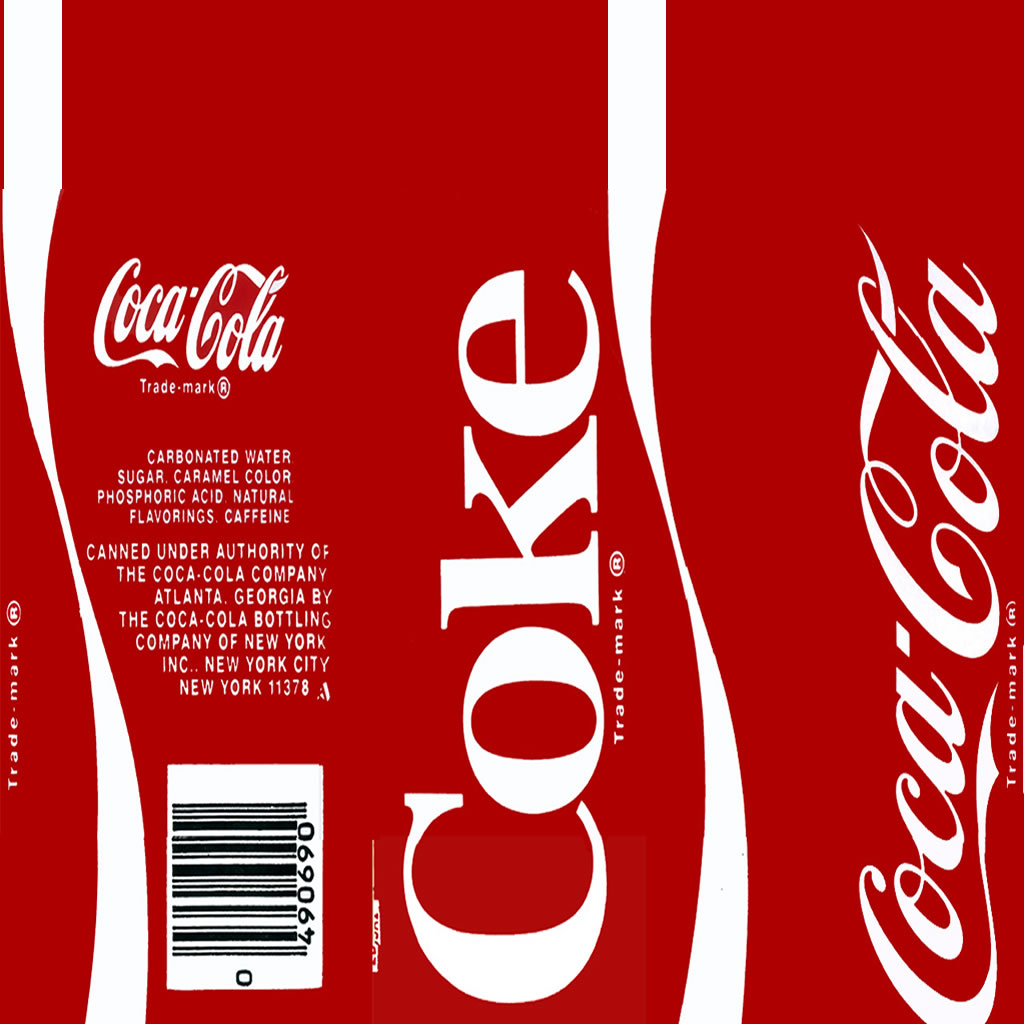 Coca-Cola
Trade-mark®
CARBONATED WATER
SUGAR. CARAMEL COLOR
PHOSPHORIC ACID. NATURAL
FLAVORINGS. CAFFEINE
CANNED UNDER AUTHORITY OF
THE COCA-COLA COMPANY
ATLANTA. GEORGIA BY
THE COCA-COLA BOTTLING
COMPANY OF NEW YORK
INC.. NEW YORK CITY
NEW YORK 11378
0 490690
Coke
Trade-mark ®
Coca-Cola
Trade-mark ®
Trade-mark ®